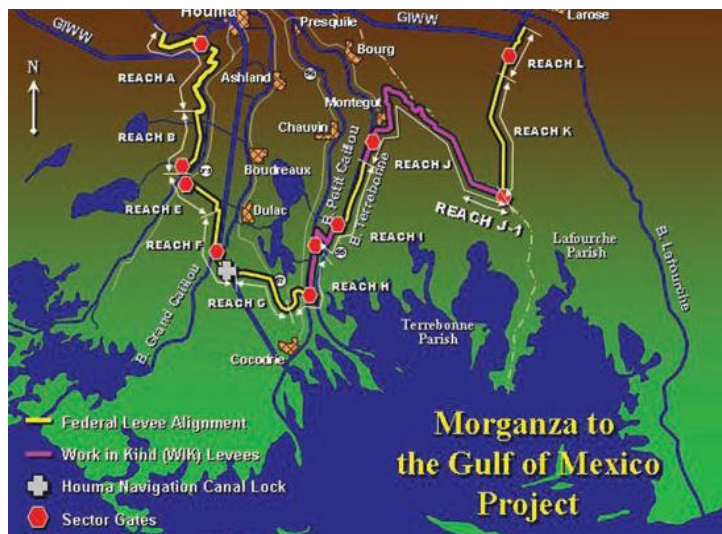 Houma
Presquile
GIWW
Larose
GIWW
Bourg
N
REACH A
Ashland
REACH L
Montegut
Chauvin
REACH K
REACH B
B. Petit Caillou
B. Terrebonne
REACH J
Boudreaux
REACH E
Dulac
REACH J-1
REACH F
REACH I
Lafourche
Parish
B. Lafourche
REACH G
REACH H
B. Grand Caillou
Terrebonne
Parish
Cocodrie
Federal Levee Alignment
Work in Kind (WIK) Levees
Houma Navigation Canal Lock
Sector Gates
Morganza to
the Gulf of Mexico
Project